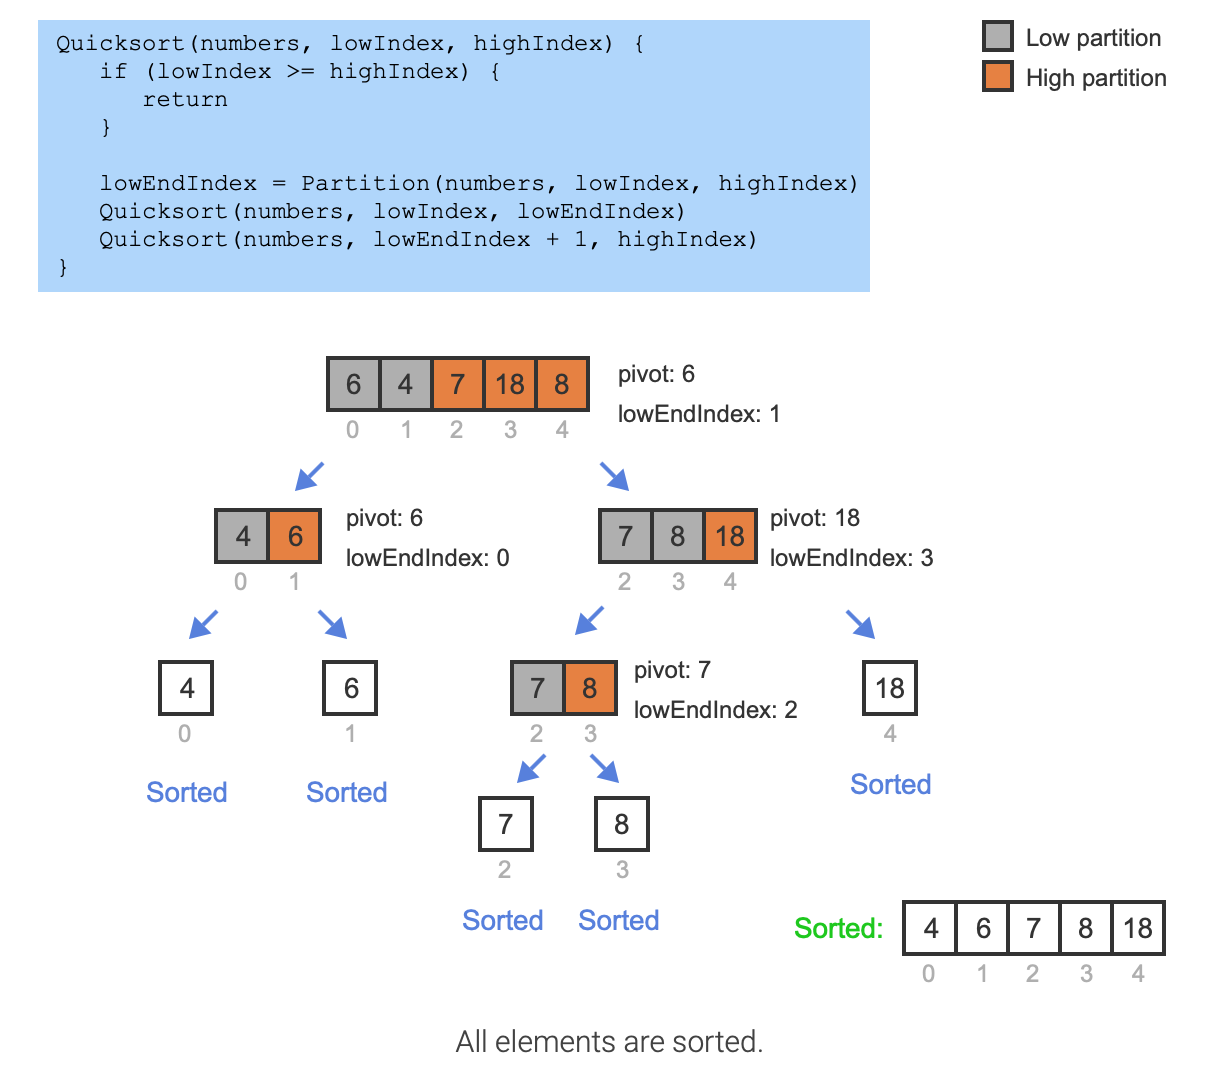 Quicksort(numbers, lowIndex, highIndex) {
   if (lowIndex >= highIndex) {
      return
   }

   lowEndIndex = Partition(numbers, lowIndex, highIndex)
   Quicksort(numbers, lowIndex, lowEndIndex)
   Quicksort(numbers, lowEndIndex + 1, highIndex)
}
Low partition
High partition
6 4 7 18 8
0 1 2 3 4
pivot: 6
lowEndIndex: 1
4 6
0 1
pivot: 6
lowEndIndex: 0
7 8 18
2 3 4
pivot: 18
lowEndIndex: 3
4
0
Sorted
6
1
Sorted
7 8
2 3
pivot: 7
lowEndIndex: 2
18
4
Sorted
7
2
Sorted
8
3
Sorted
Sorted:
4 6 7 8 18
0 1 2 3 4
All elements are sorted.